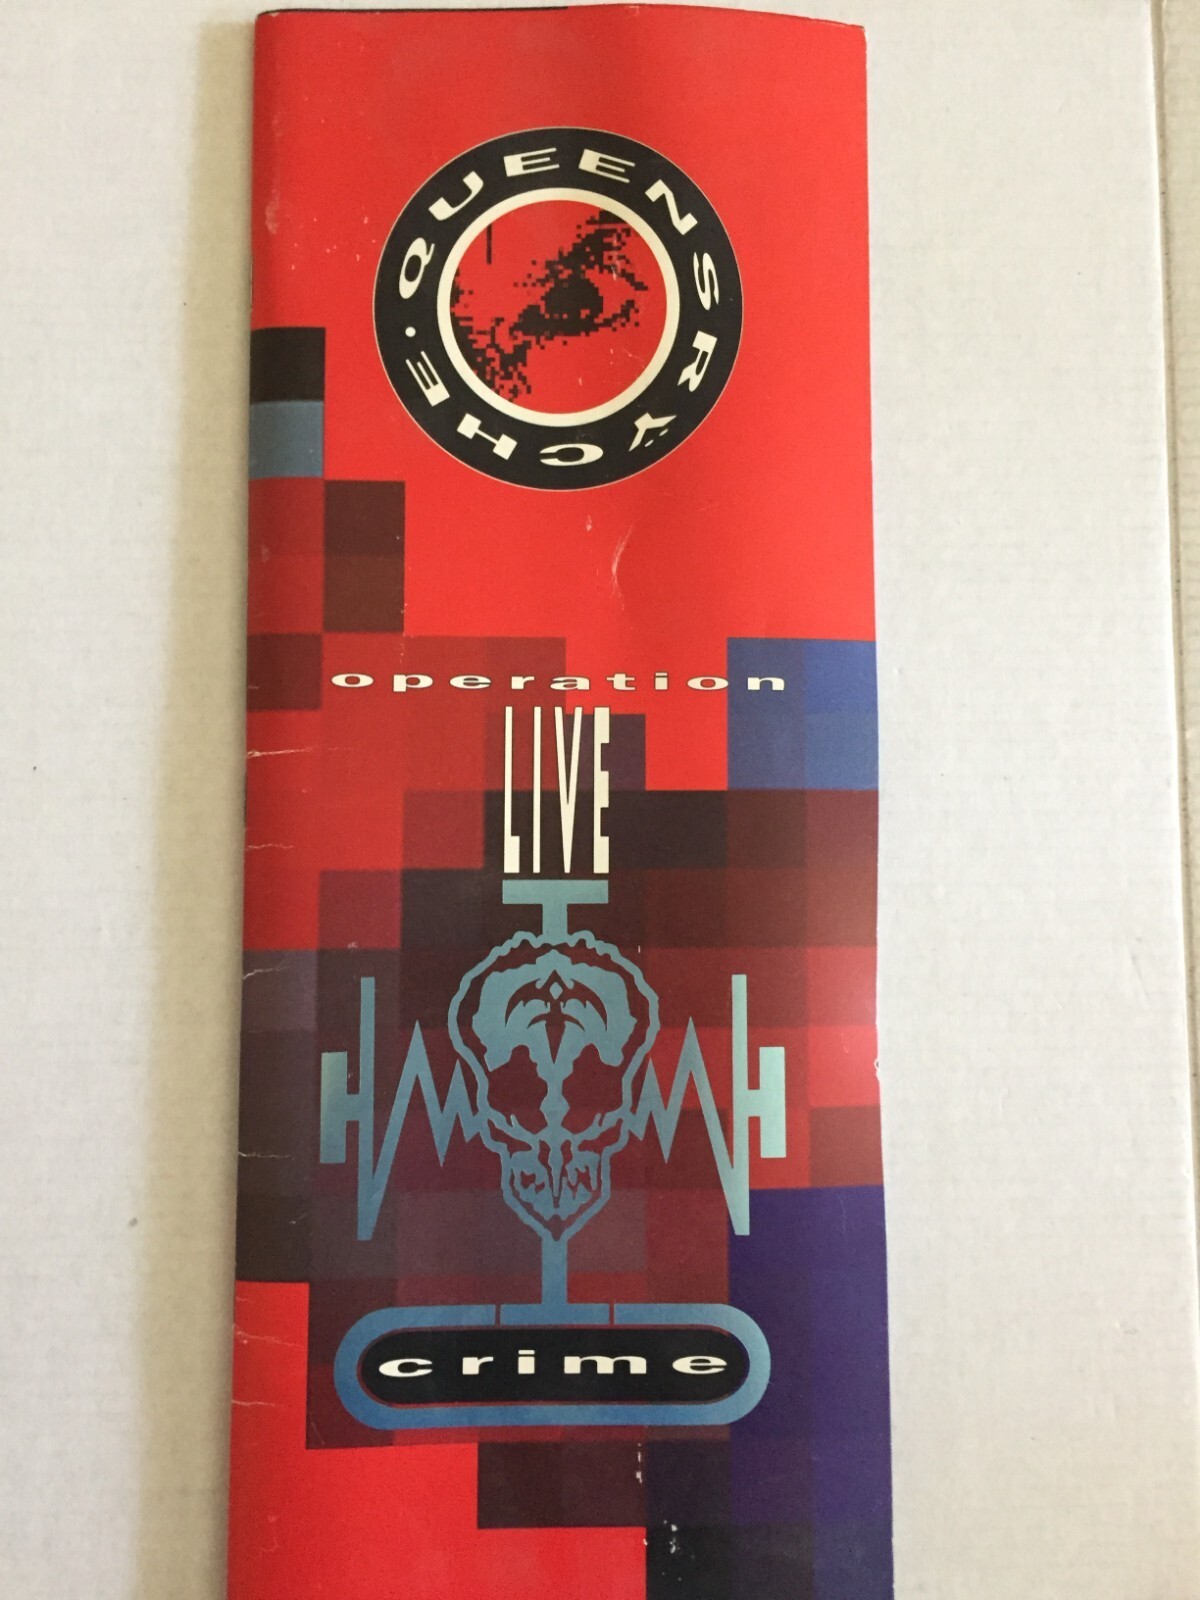 QUEENSRŸCHE·
operation
LIVE
crime